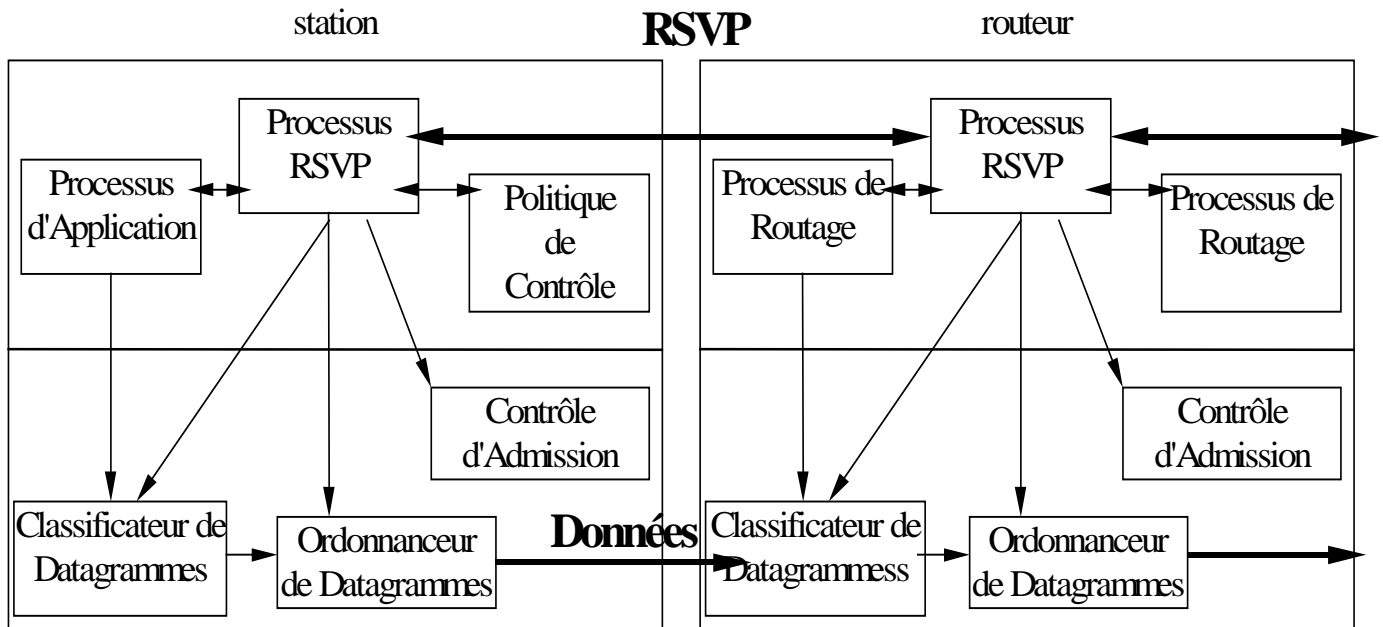 station
RSVP
routeur
Processus
RSVP
Processus
d'Application
Politique
de
Contrôle
Contrôle
d'Admission
Classificateur de
Datagrammes
Ordonnanceur
de Datagrammes
Données
Processus
RSVP
Processus de
Routage
Processus de
Routage
Contrôle
d'Admission
Classificateur de
Datagrammess
Ordonnanceur
de Datagrammes